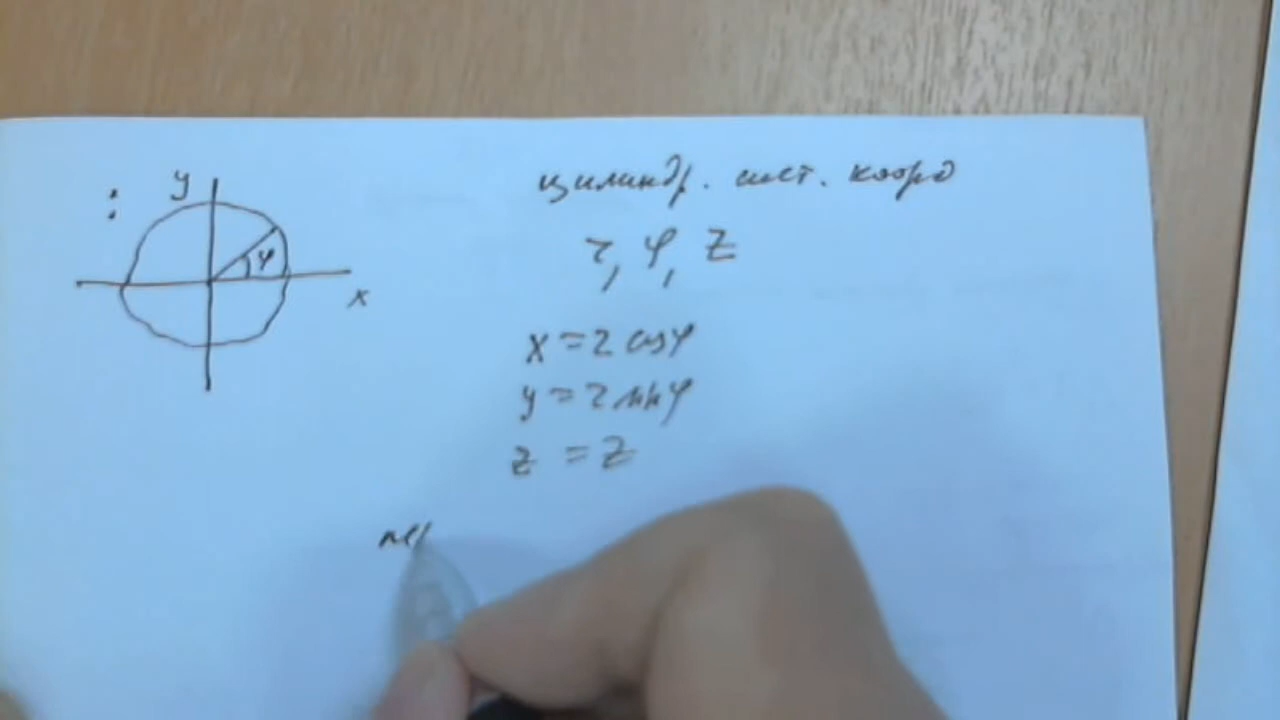 y
φ
x
цилиндр. сист. коорд
r, φ, z
x = r cos φ
y = r sin φ
z = z